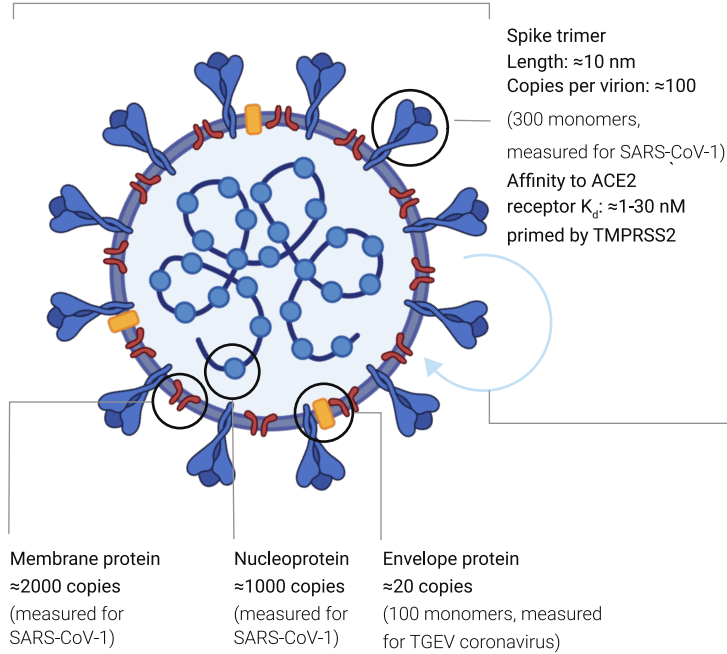 Spike trimer
Length: ≈10 nm
Copies per virion: ≈100
(300 monomers,
measured for SARS-CoV-1)
Affinity to ACE2
receptor Kd: ≈1-30 nM
primed by TMPRSS2
Membrane protein
≈2000 copies
(measured for
SARS-CoV-1)
Nucleoprotein
≈1000 copies
(measured for
SARS-CoV-1)
Envelope protein
≈20 copies
(100 monomers, measured
for TGEV coronavirus)